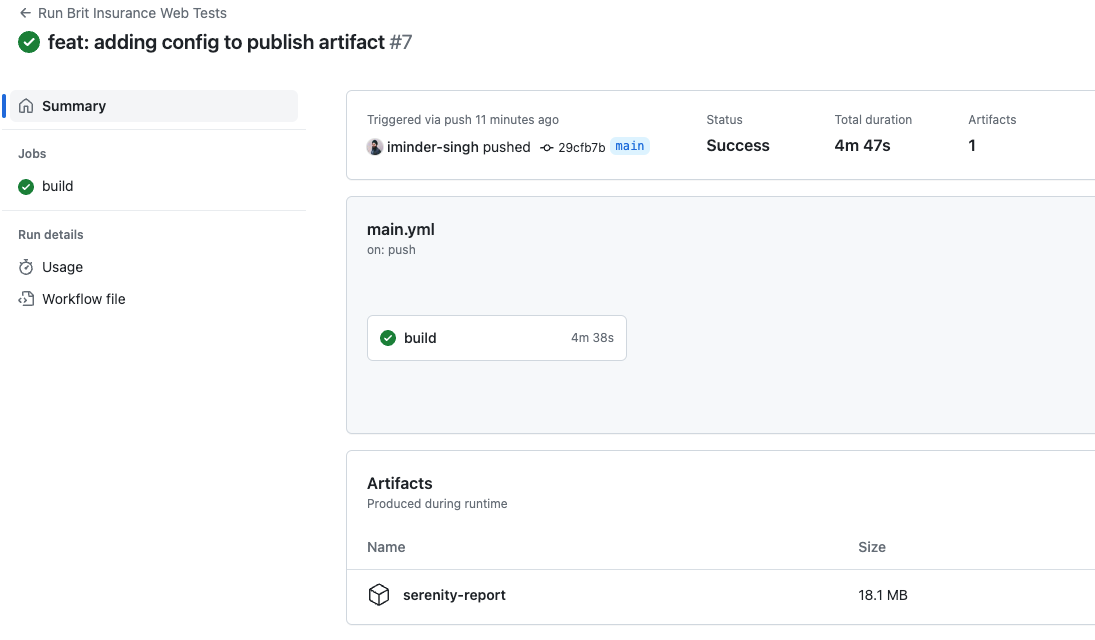 Run Brit Insurance Web Tests
feat: adding config to publish artifact #7
Summary
Jobs
build
Run details
Usage
Workflow file
Triggered via push 11 minutes ago
iminder-singh pushed 29cfb7b main
Status
Success
Total duration
4m 47s
Artifacts
1
main.yml
on: push
build 4m 38s
Artifacts
Produced during runtime
Name Size
serenity-report 18.1 MB